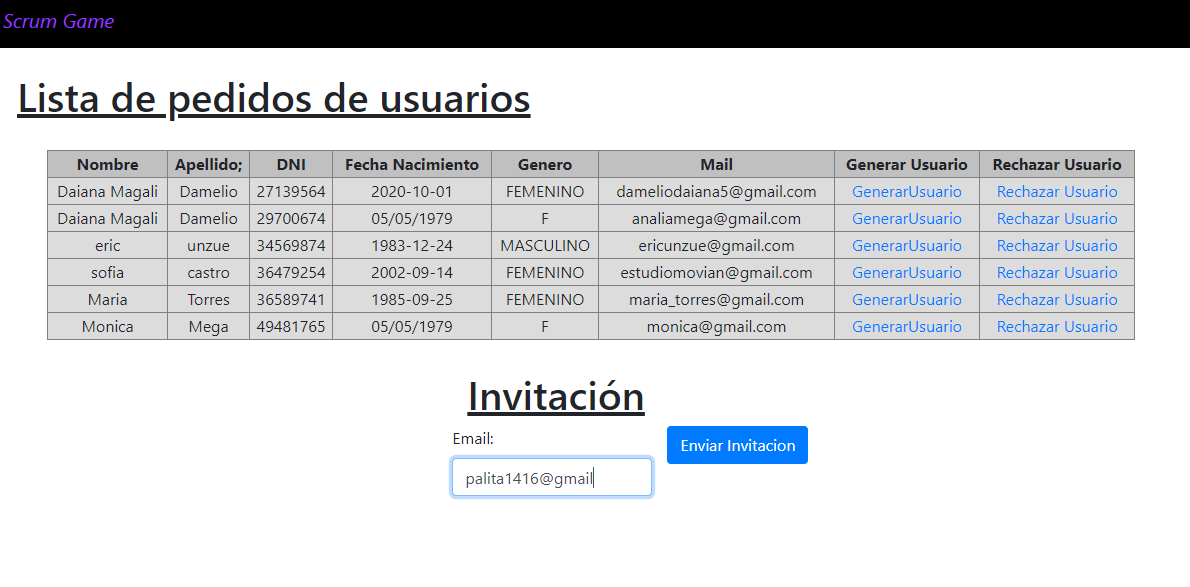 Scrum Game
Lista de pedidos de usuarios
Nombre Apellido; DNI Fecha Nacimiento Genero Mail Generar Usuario Rechazar Usuario
Daiana Magali Damelio 27139564 2020-10-01 FEMENINO dameliodaiana5@gmail.com GenerarUsuario Rechazar Usuario
Daiana Magali Damelio 29700674 05/05/1979 F analiamega@gmail.com GenerarUsuario Rechazar Usuario
eric unzue 34569874 1983-12-24 MASCULINO ericunzue@gmail.com GenerarUsuario Rechazar Usuario
sofia castro 36479254 2002-09-14 FEMENINO estudiomovian@gmail.com GenerarUsuario Rechazar Usuario
Maria Torres 36589741 1985-09-25 FEMENINO maria_torres@gmail.com GenerarUsuario Rechazar Usuario
Monica Mega 49481765 05/05/1979 F monica@gmail.com GenerarUsuario Rechazar Usuario
Invitación
Email:
Enviar Invitacion
palita1416@gmail